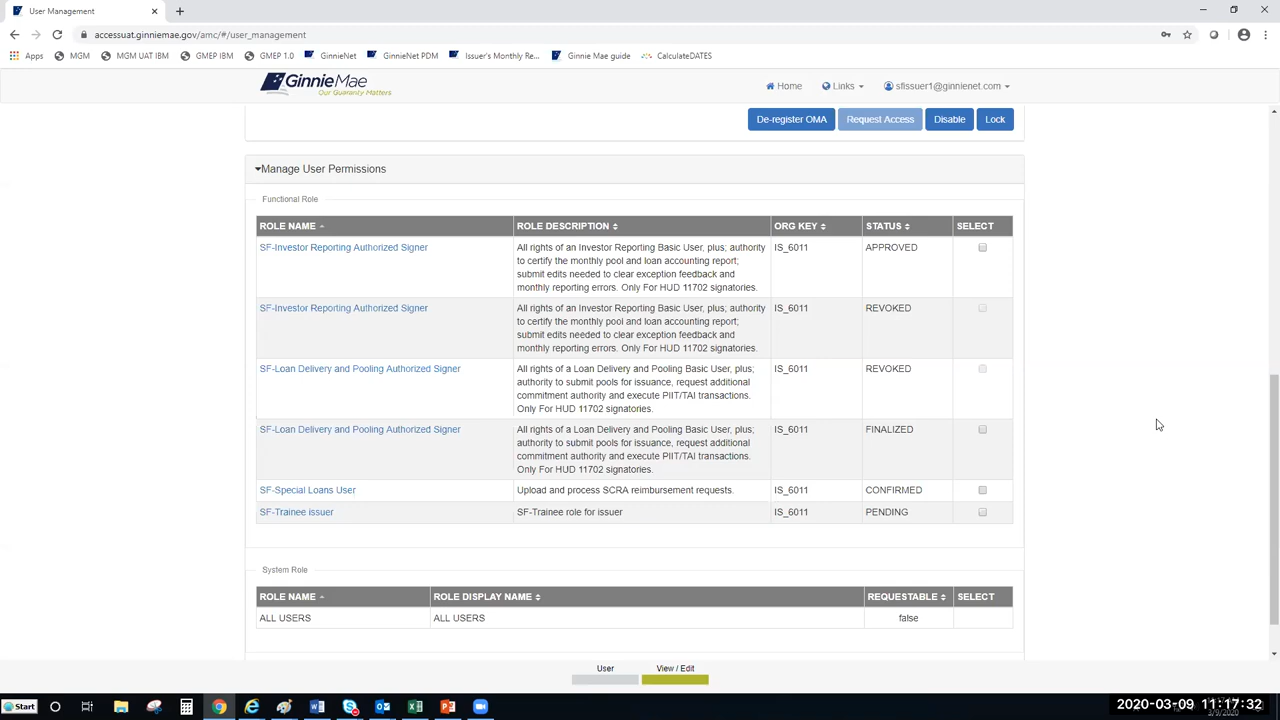 User Management
accessuat.ginniemae.gov/amc/#/user_management
Apps MGM MGM UAT IBM GMEP IBM GMEP 1.0 GinnieNet GinnieNet PDM Issuer's Monthly Re... Ginnie Mae guide CalculateDATES
GinnieMae
Our Guaranty Matters
Home Links sfissuer1@ginnienet.com
De-register OMA Request Access Disable Lock
Manage User Permissions
Functional Role
ROLE NAME ROLE DESCRIPTION ORG KEY STATUS SELECT
SF-Investor Reporting Authorized Signer All rights of an Investor Reporting Basic User, plus; authority IS_6011 APPROVED
to certify the monthly pool and loan accounting report;
submit edits needed to clear exception feedback and
monthly reporting errors. Only For HUD 11702 signatories.
SF-Investor Reporting Authorized Signer All rights of an Investor Reporting Basic User, plus; authority IS_6011 REVOKED
to certify the monthly pool and loan accounting report;
submit edits needed to clear exception feedback and
monthly reporting errors. Only For HUD 11702 signatories.
SF-Loan Delivery and Pooling Authorized Signer All rights of a Loan Delivery and Pooling Basic User, plus; IS_6011 REVOKED
authority to submit pools for issuance, request additional
commitment authority and execute PIIT/TAI transactions.
Only For HUD 11702 signatories.
SF-Loan Delivery and Pooling Authorized Signer All rights of a Loan Delivery and Pooling Basic User, plus; IS_6011 FINALIZED
authority to submit pools for issuance, request additional
commitment authority and execute PIIT/TAI transactions.
Only For HUD 11702 signatories.
SF-Special Loans User Upload and process SCRA reimbursement requests. IS_6011 CONFIRMED
SF-Trainee issuer SF-Trainee role for issuer IS_6011 PENDING
System Role
ROLE NAME ROLE DISPLAY NAME REQUESTABLE SELECT
ALL USERS ALL USERS false
User View / Edit
Start 2020-03-09 11:17:32